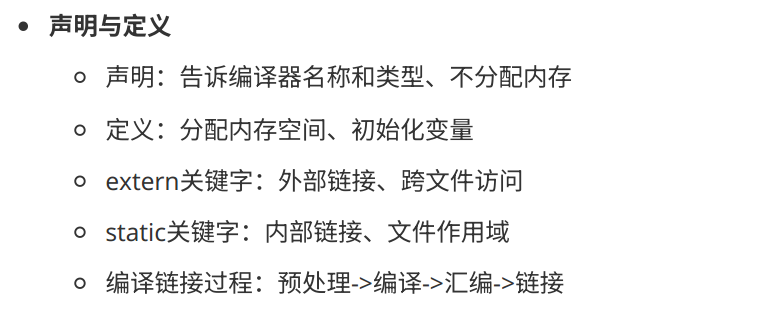 声明与定义
声明：告诉编译器名称和类型、不分配内存
定义：分配内存空间、初始化变量
extern关键字：外部链接、跨文件访问
static关键字：内部链接、文件作用域
编译链接过程：预处理->编译->汇编->链接